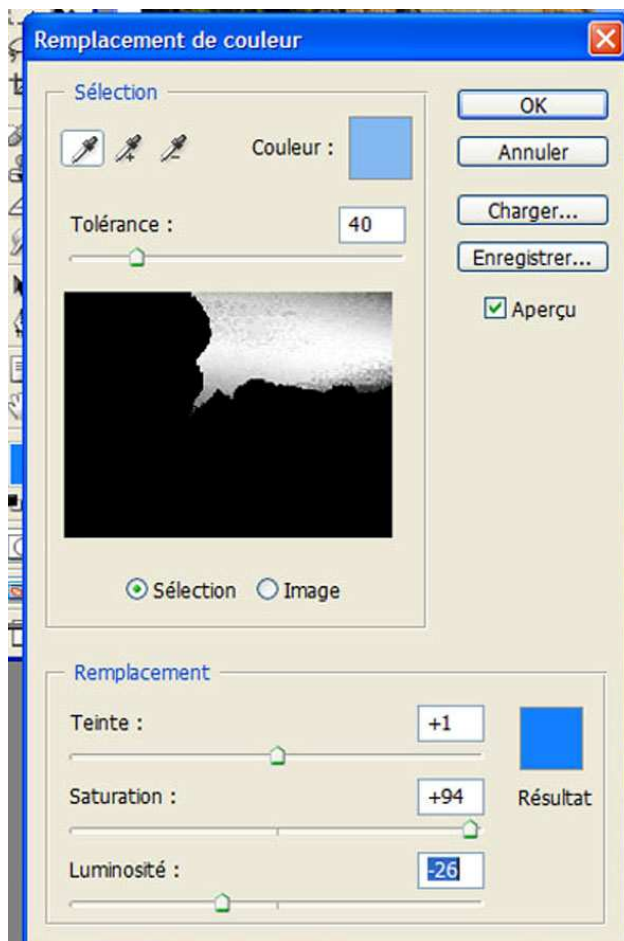 Remplacement de couleur
Sélection
OK
Couleur :
Annuler
Tolérance : 40
Charger...
Enregistrer...
Aperçu
Sélection Image
Remplacement
Teinte : +1
Saturation : +94 Résultat
Luminosité : -26